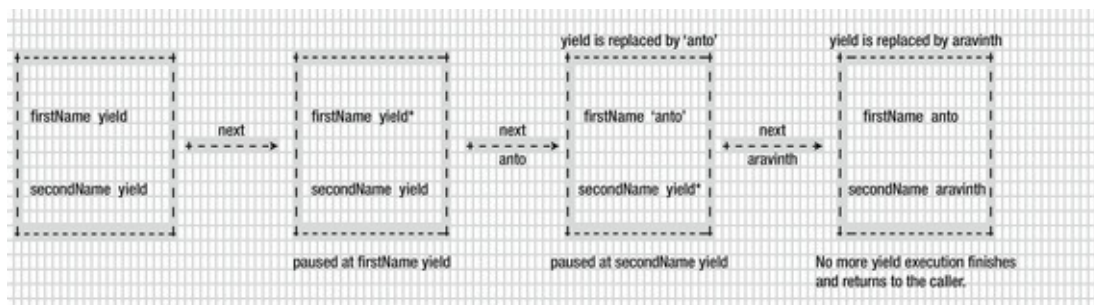 yield is replaced by ‘anto’
yield is replaced by aravinth
firstName yield
next
firstName yield*
next
firstName ‘anto’
next
firstName anto
anto
aravinth
secondName yield
secondName yield
secondName yield*
secondName aravinth
paused at firstName yield
paused at secondName yield
No more yield execution finishes
and returns to the caller.